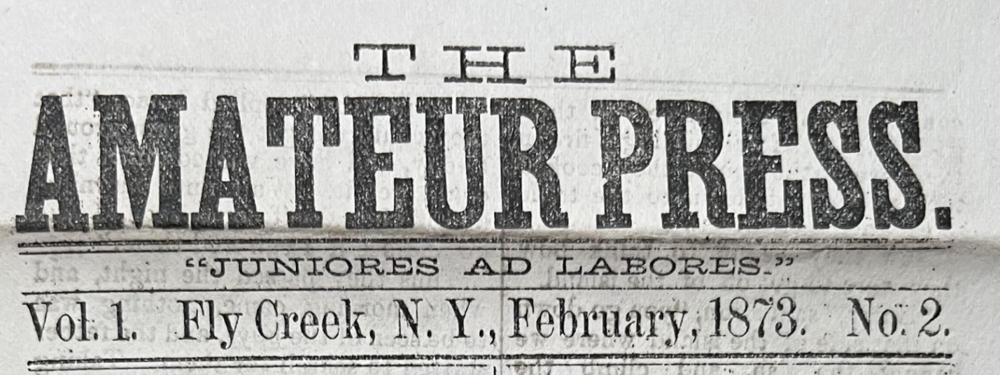 THE
AMATEUR PRESS.
“JUNIORES AD LABORES.”
Vol. 1. Fly Creek, N. Y., February, 1873. No. 2.